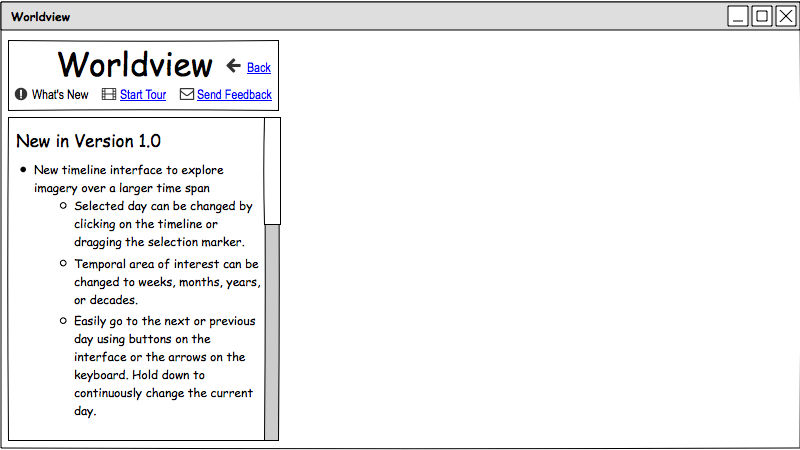 Worldview
Worldview
Back
What's New Start Tour Send Feedback
New in Version 1.0
New timeline interface to explore
imagery over a larger time span
Selected day can be changed by
clicking on the timeline or
dragging the selection marker.
Temporal area of interest can be
changed to weeks, months, years,
or decades.
Easily go to the next or previous
day using buttons on the
interface or the arrows on the
keyboard. Hold down to
continuously change the current
day.